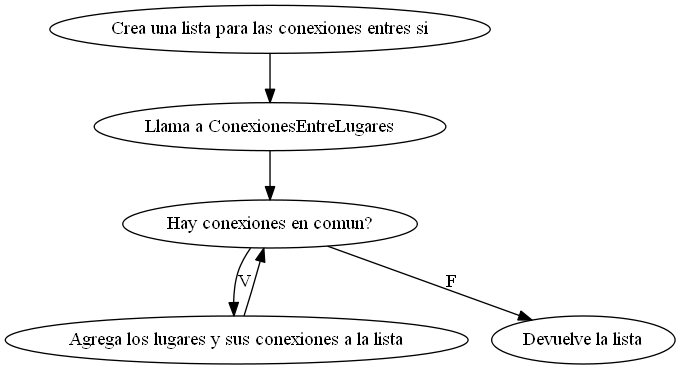 Crea una lista para las conexiones entres si
Llama a ConexionesEntreLugares
Hay conexiones en comun?
V
F
Agrega los lugares y sus conexiones a la lista
Devuelve la lista